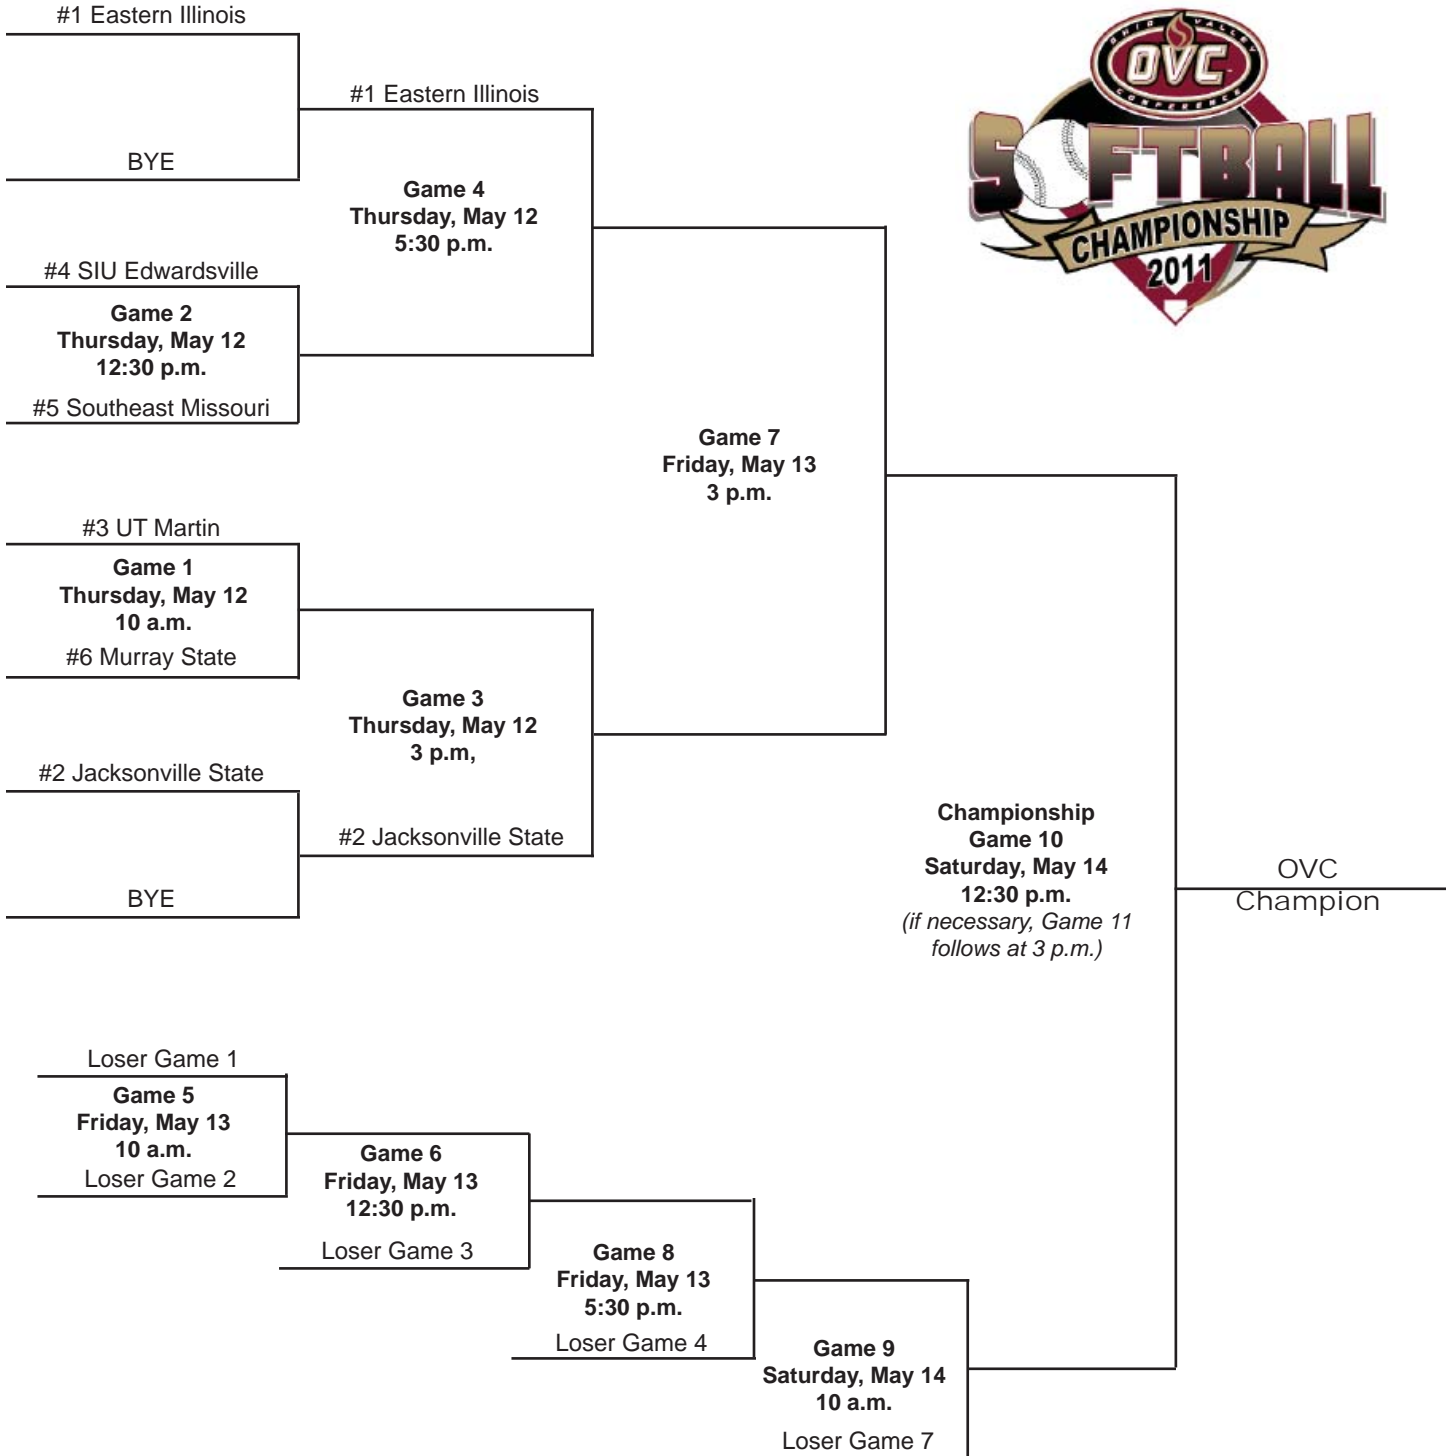 #1 Eastern Illinois
BYE
#1 Eastern Illinois
Game 4
Thursday, May 12
5:30 p.m.
#4 SIU Edwardsville
Game 2
Thursday, May 12
12:30 p.m.
#5 Southeast Missouri
OHIO VALLEY
OVC
CONFERENCE
SOFTBALL
CHAMPIONSHIP
2011
Game 7
Friday, May 13
3 p.m.
#3 UT Martin
Game 1
Thursday, May 12
10 a.m.
#6 Murray State
Game 3
Thursday, May 12
3 p.m,
#2 Jacksonville State
#2 Jacksonville State
BYE
Championship
Game 10
Saturday, May 14
12:30 p.m.
(if necessary, Game 11
follows at 3 p.m.)
OVC
Champion
Loser Game 1
Game 5
Friday, May 13
10 a.m.
Loser Game 2
Game 6
Friday, May 13
12:30 p.m.
Loser Game 3
Game 8
Friday, May 13
5:30 p.m.
Loser Game 4
Game 9
Saturday, May 14
10 a.m.
Loser Game 7